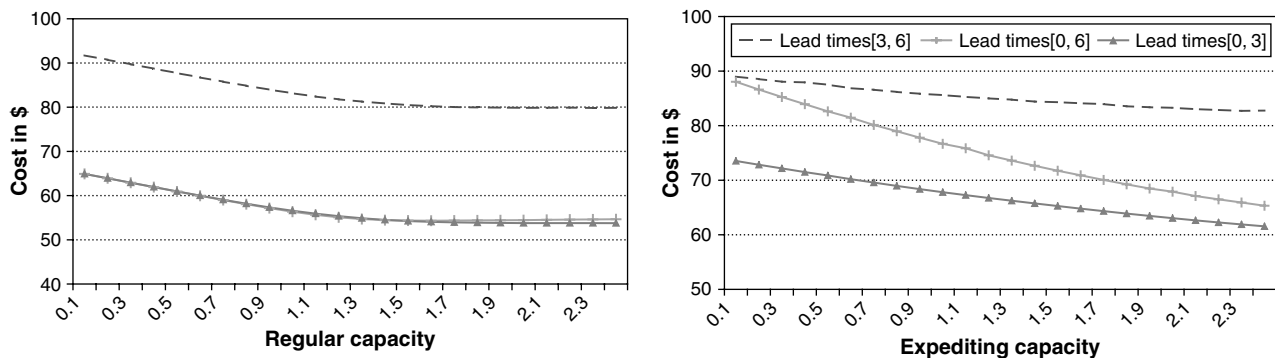 100
90
80
70
60
50
40
Cost in $
0.1 0.3 0.5 0.7 0.9 1.1 1.3 1.5 1.7 1.9 2.1 2.3
Regular capacity
Lead times[3, 6] Lead times[0, 6] Lead times[0, 3]
100
90
80
70
60
50
Cost in $
0.1 0.3 0.5 0.7 0.9 1.1 1.3 1.5 1.7 1.9 2.1 2.3
Expediting capacity